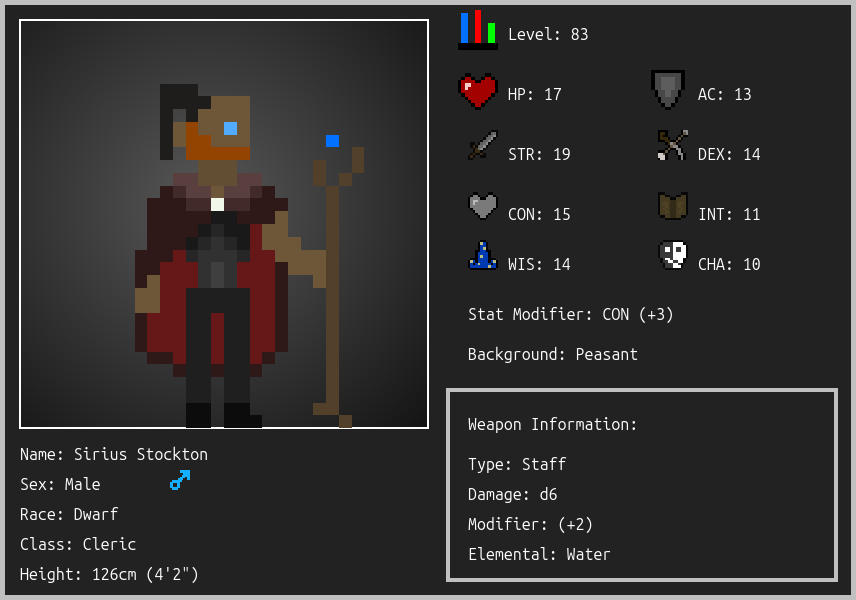 Level: 83
HP: 17
AC: 13
STR: 19
DEX: 14
CON: 15
INT: 11
WIS: 14
CHA: 10
Stat Modifier: CON (+3)
Background: Peasant
Weapon Information:
Type: Staff
Damage: d6
Modifier: (+2)
Elemental: Water
Name: Sirius Stockton
Sex: Male
Race: Dwarf
Class: Cleric
Height: 126cm (4'2")